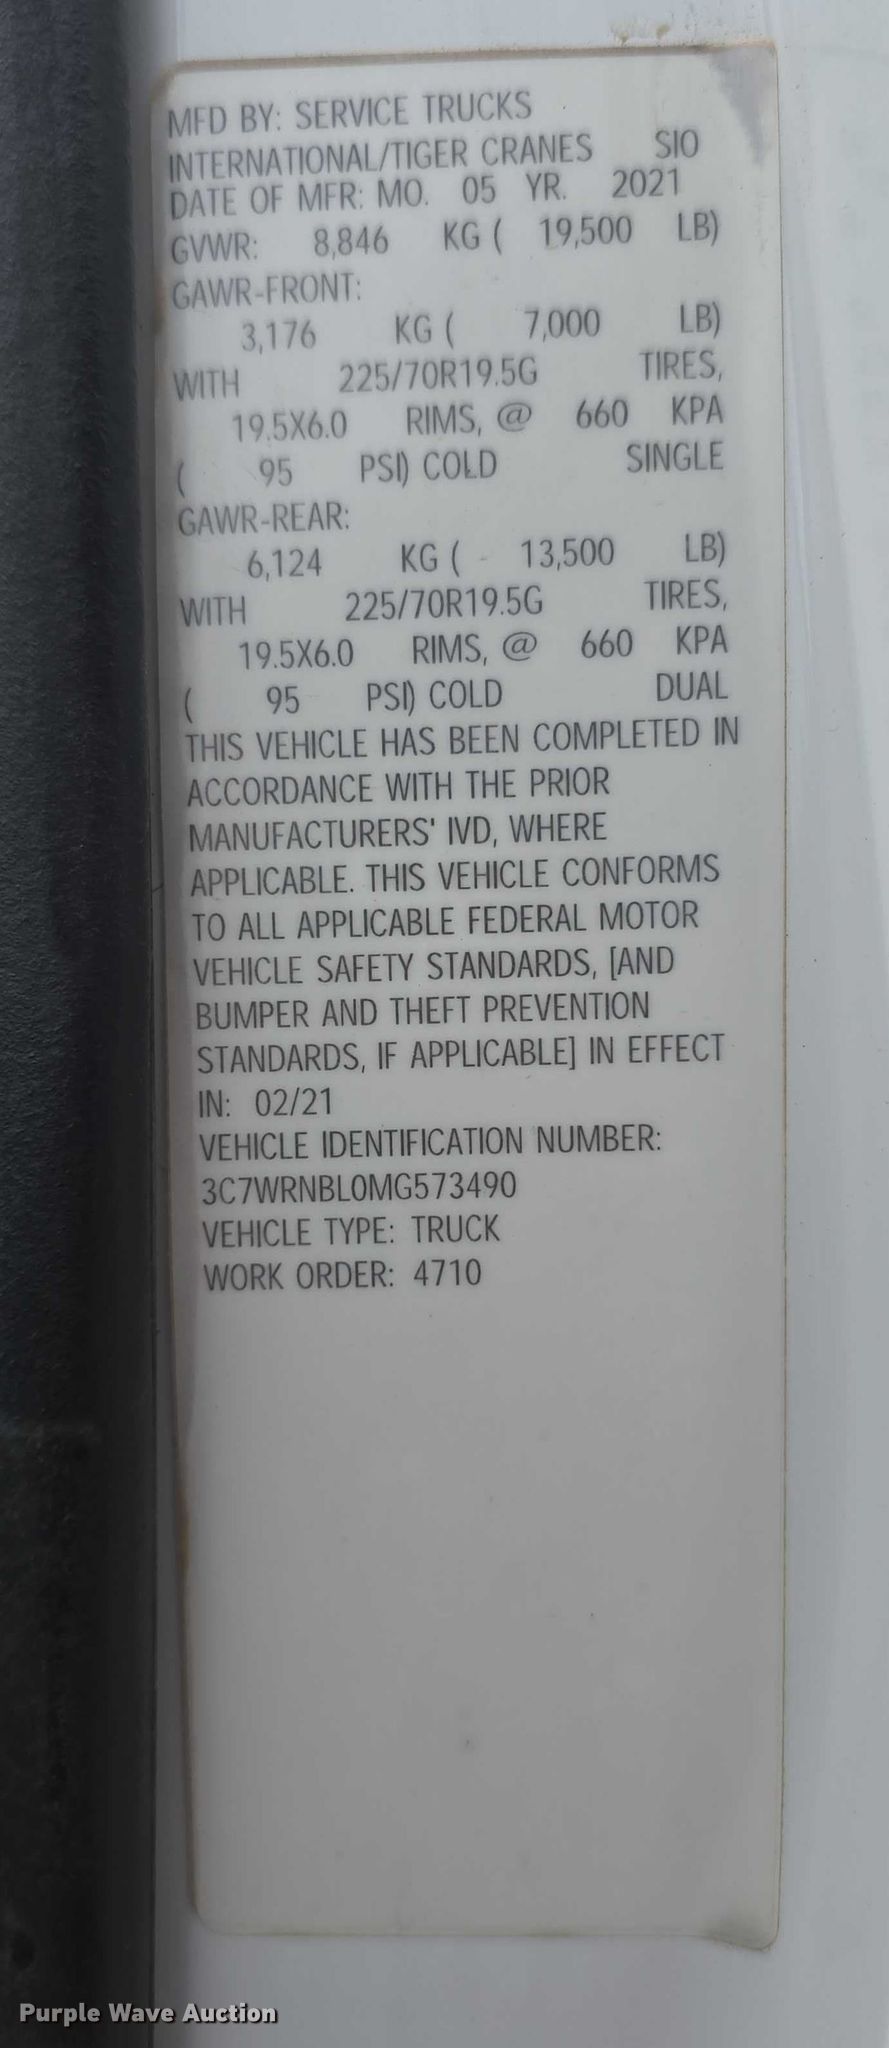 MFD BY: SERVICE TRUCKS
INTERNATIONAL/TIGER CRANES SIO
DATE OF MFR: MO. 05 YR. 2021
GVWR: 8,846 KG ( 19,500 LB)
GAWR-FRONT:
3,176 KG ( 7,000 LB)
WITH 225/70R19.5G TIRES,
19.5X6.0 RIMS, @ 660 KPA
( 95 PSI) COLD SINGLE
GAWR-REAR:
6,124 KG ( 13,500 LB)
WITH 225/70R19.5G TIRES,
19.5X6.0 RIMS, @ 660 KPA
( 95 PSI) COLD DUAL
THIS VEHICLE HAS BEEN COMPLETED IN
ACCORDANCE WITH THE PRIOR
MANUFACTURERS' IVD, WHERE
APPLICABLE. THIS VEHICLE CONFORMS
TO ALL APPLICABLE FEDERAL MOTOR
VEHICLE SAFETY STANDARDS, [AND
BUMPER AND THEFT PREVENTION
STANDARDS, IF APPLICABLE] IN EFFECT
IN: 02/21
VEHICLE IDENTIFICATION NUMBER:
3C7WRNBL0MG573490
VEHICLE TYPE: TRUCK
WORK ORDER: 4710
Purple Wave Auction